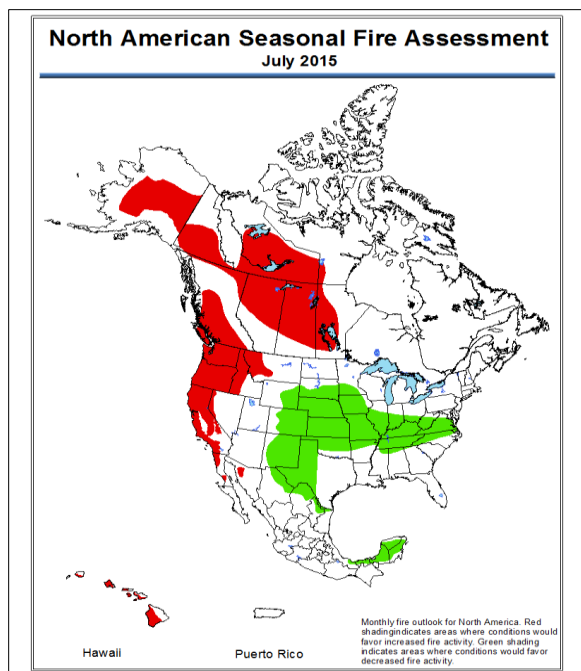 North American Seasonal Fire Assessment
July 2015
Hawaii
Puerto Rico
Monthly fire outlook for North America. Red
shadingindicates areas where conditions would
favor increased fire activity. Green shading
indicates areas where conditions would favor
decreased fire activity.